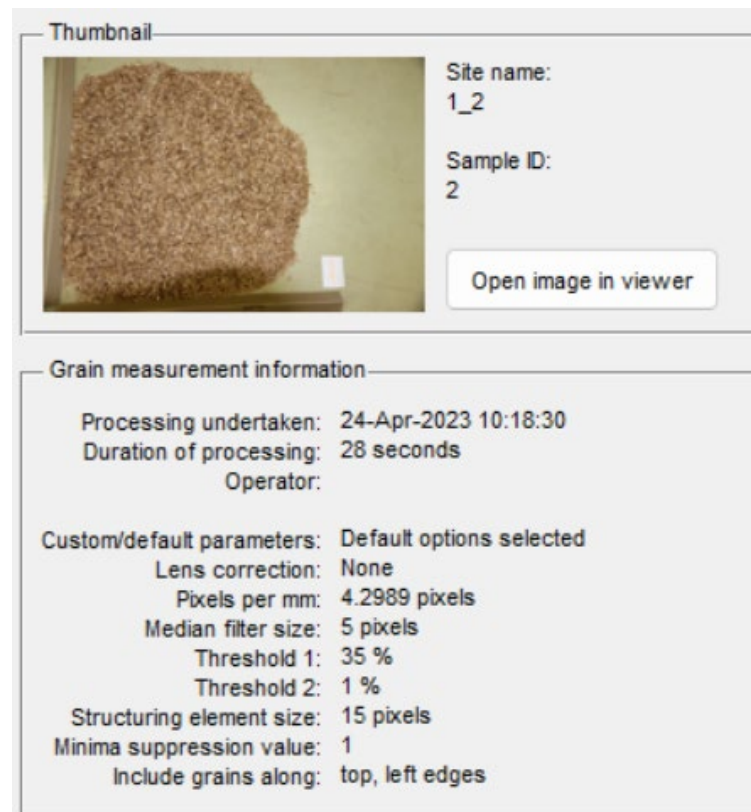 Thumbnail
Site name:
1_2
Sample ID:
2
Open image in viewer
Grain measurement information
Processing undertaken: 24-Apr-2023 10:18:30
Duration of processing: 28 seconds
Operator:
Custom/default parameters: Default options selected
Lens correction: None
Pixels per mm: 4.2989 pixels
Median filter size: 5 pixels
Threshold 1: 35 %
Threshold 2: 1 %
Structuring element size: 15 pixels
Minima suppression value: 1
Include grains along: top, left edges